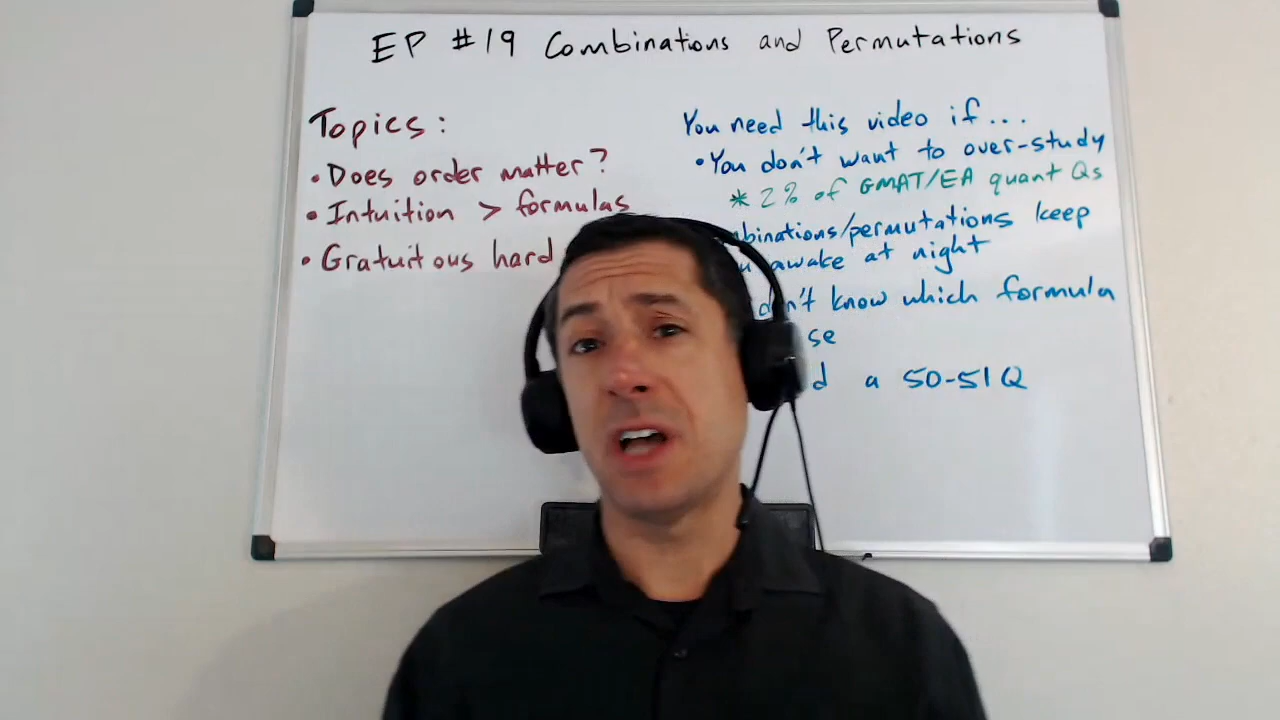 EP #19 Combinations and Permutations
Topics:
• Does order matter?
• Intuition > formulas
• Gratuitous hard
You need this video if...
• You don't want to over-study
* 2% of GMAT/EA quant Qs
binations/permutations keep
awake at night
don't know which formula
se
d a 50-51 Q